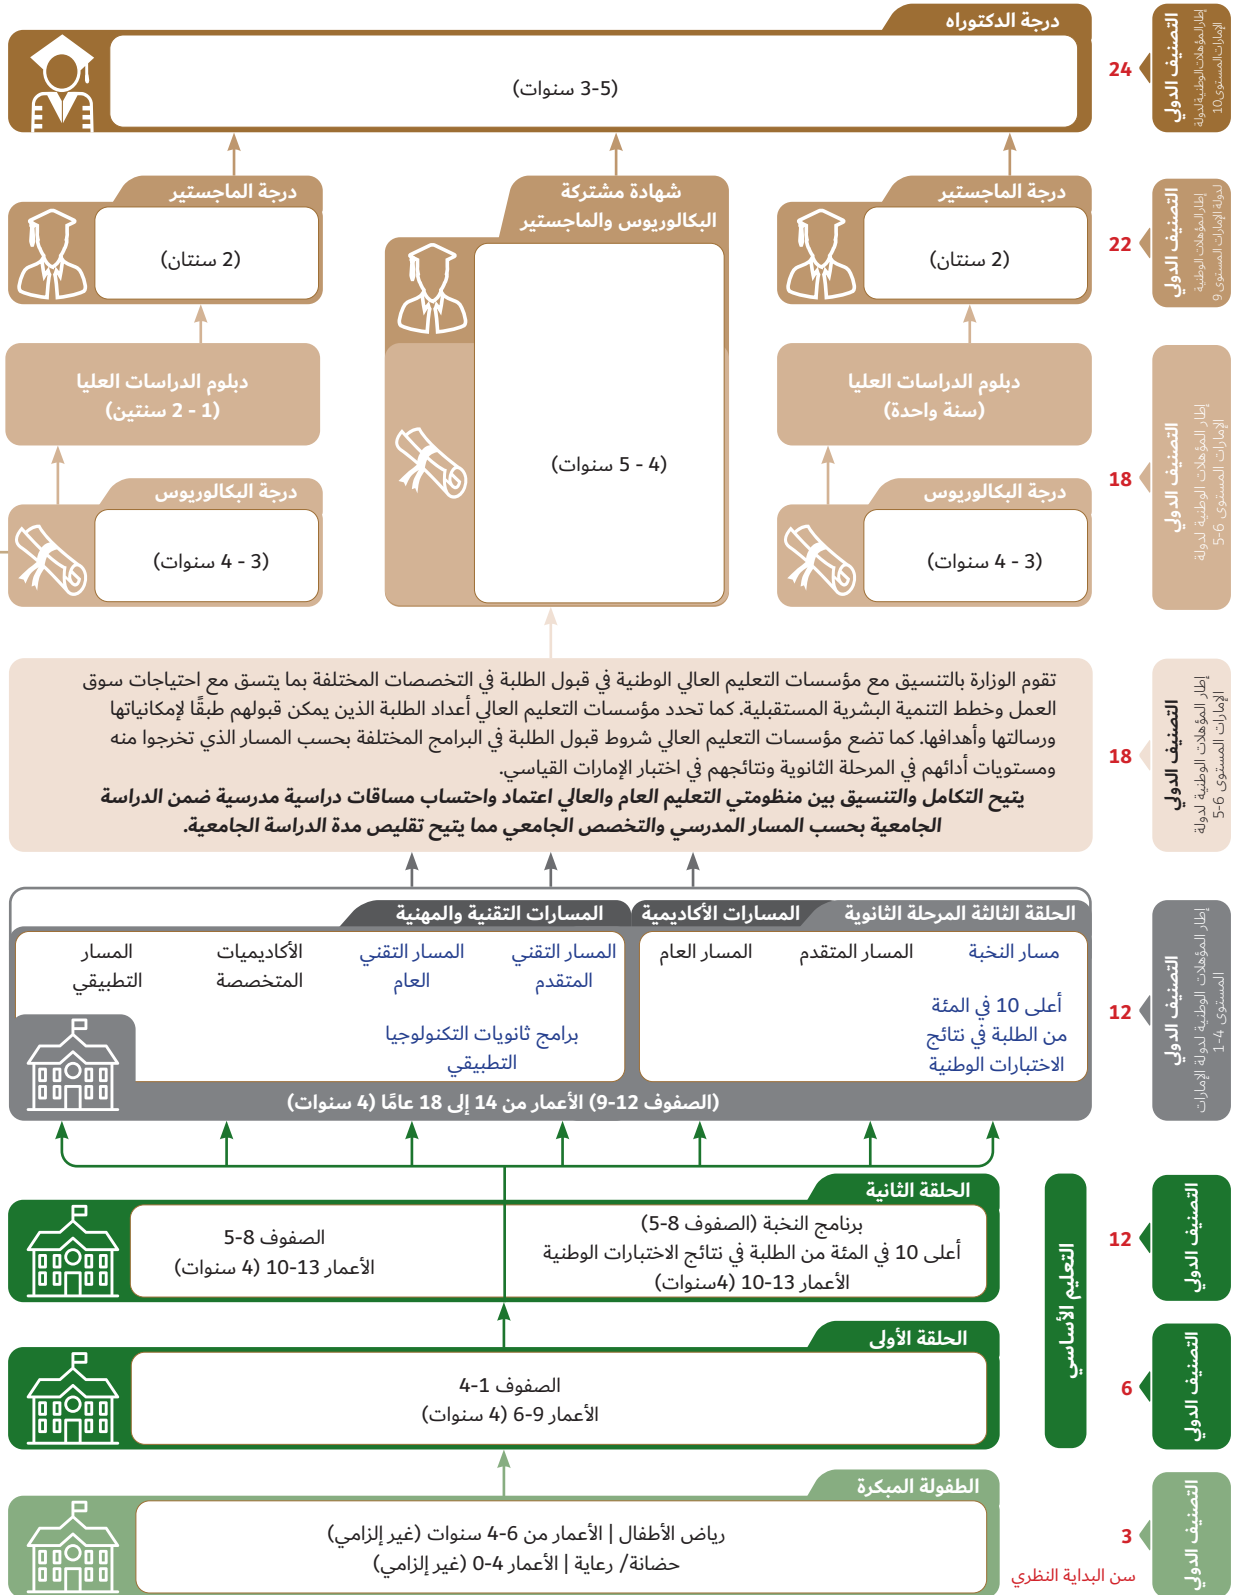 درجة الدكتوراه
(3-5 سنوات)
24
التصنيف الدولي
إطار المؤهلات الوطنية لدولة
الإمارات المستوى 10
درجة الماجستير
(2 سنتان)
شهادة مشتركة
البكالوريوس والماجستير
(4 - 5 سنوات)
درجة الماجستير
(2 سنتان)
22
التصنيف الدولي
إطار المؤهلات الوطنية
لدولة الإمارات المستوى 9
دبلوم الدراسات العليا
(سنة واحدة)
دبلوم الدراسات العليا
(1 - 2 سنتين)
درجة البكالوريوس
(3 - 4 سنوات)
درجة البكالوريوس
(3 - 4 سنوات)
18
التصنيف الدولي
إطار المؤهلات الوطنية لدولة
الإمارات المستوى 6-5
تقوم الوزارة بالتنسيق مع مؤسسات التعليم العالي الوطنية في قبول الطلبة في التخصصات المختلفة بما يتسق مع احتياجات سوق
العمل وخطط التنمية البشرية المستقبلية. كما تحدد مؤسسات التعليم العالي أعداد الطلبة الذين يمكن قبولهم طبقًا لإمكانياتها
ورسالتها وأهدافها. كما تضع مؤسسات التعليم العالي شروط قبول الطلبة في البرامج المختلفة بحسب المسار الذي تخرجوا منه
ومستويات أدائهم في المرحلة الثانوية ونتائجهم في اختبار الإمارات القياسي.
يتيح التكامل والتنسيق بين منظومتي التعليم العام والعالي اعتماد واحتساب مساقات دراسية مدرسية ضمن الدراسة
الجامعية بحسب المسار المدرسي والتخصص الجامعي مما يتيح تقليص مدة الدراسة الجامعية.
18
التصنيف الدولي
إطار المؤهلات الوطنية لدولة
الإمارات المستوى 6-5
الحلقة الثالثة المرحلة الثانوية
المسارات الأكاديمية
المسارات التقنية والمهنية
مسار النخبة
أعلى 10 في المئة
من الطلبة في نتائج
الاختبارات الوطنية
المسار المتقدم
المسار العام
المسار التقني
المتقدم
المسار التقني
العام
برامج ثانويات التكنولوجيا
التطبيقي
الأكاديميات
المتخصصة
المسار
التطبيقي
(الصفوف 12-9) الأعمار من 14 إلى 18 عامًا (4 سنوات)
12
التصنيف الدولي
إطار المؤهلات الوطنية لدولة الإمارات
المستوى 4-1
التعليم الأساسي
الحلقة الثانية
برنامج النخبة (الصفوف 8-5)
أعلى 10 في المئة من الطلبة في نتائج الاختبارات الوطنية
الأعمار 13-10 (4سنوات)
الصفوف 8-5
الأعمار 13-10 (4 سنوات)
12
التصنيف الدولي
الحلقة الأولى
الصفوف 1-4
الأعمار 9-6 (4 سنوات)
6
التصنيف الدولي
الطفولة المبكرة
رياض الأطفال | الأعمار من 6-4 سنوات (غير إلزامي)
حضانة/ رعاية | الأعمار 4-0 (غير إلزامي)
3
سن البداية النظري
التصنيف الدولي